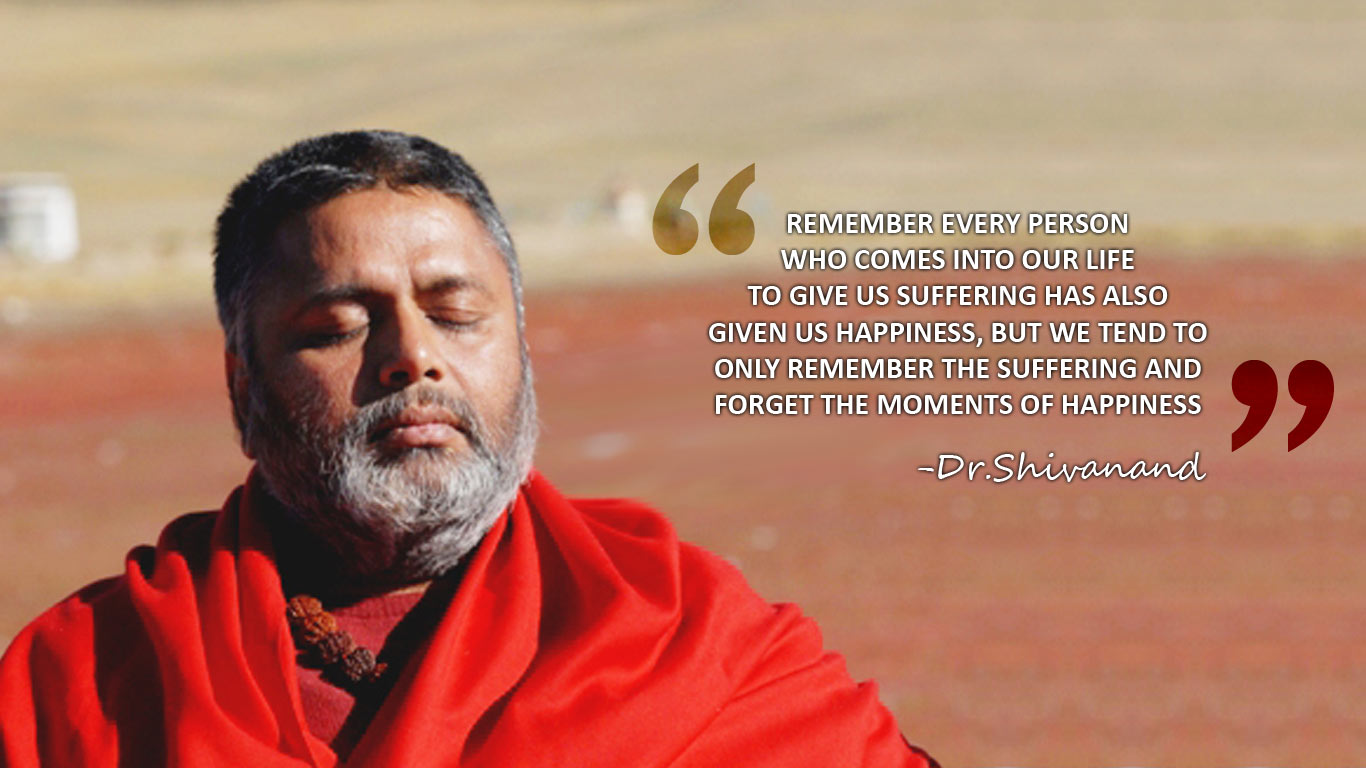 REMEMBER EVERY PERSON
WHO COMES INTO OUR LIFE
TO GIVE US SUFFERING HAS ALSO
GIVEN US HAPPINESS, BUT WE TEND TO
ONLY REMEMBER THE SUFFERING AND
FORGET THE MOMENTS OF HAPPINESS
-Dr.Shivanand